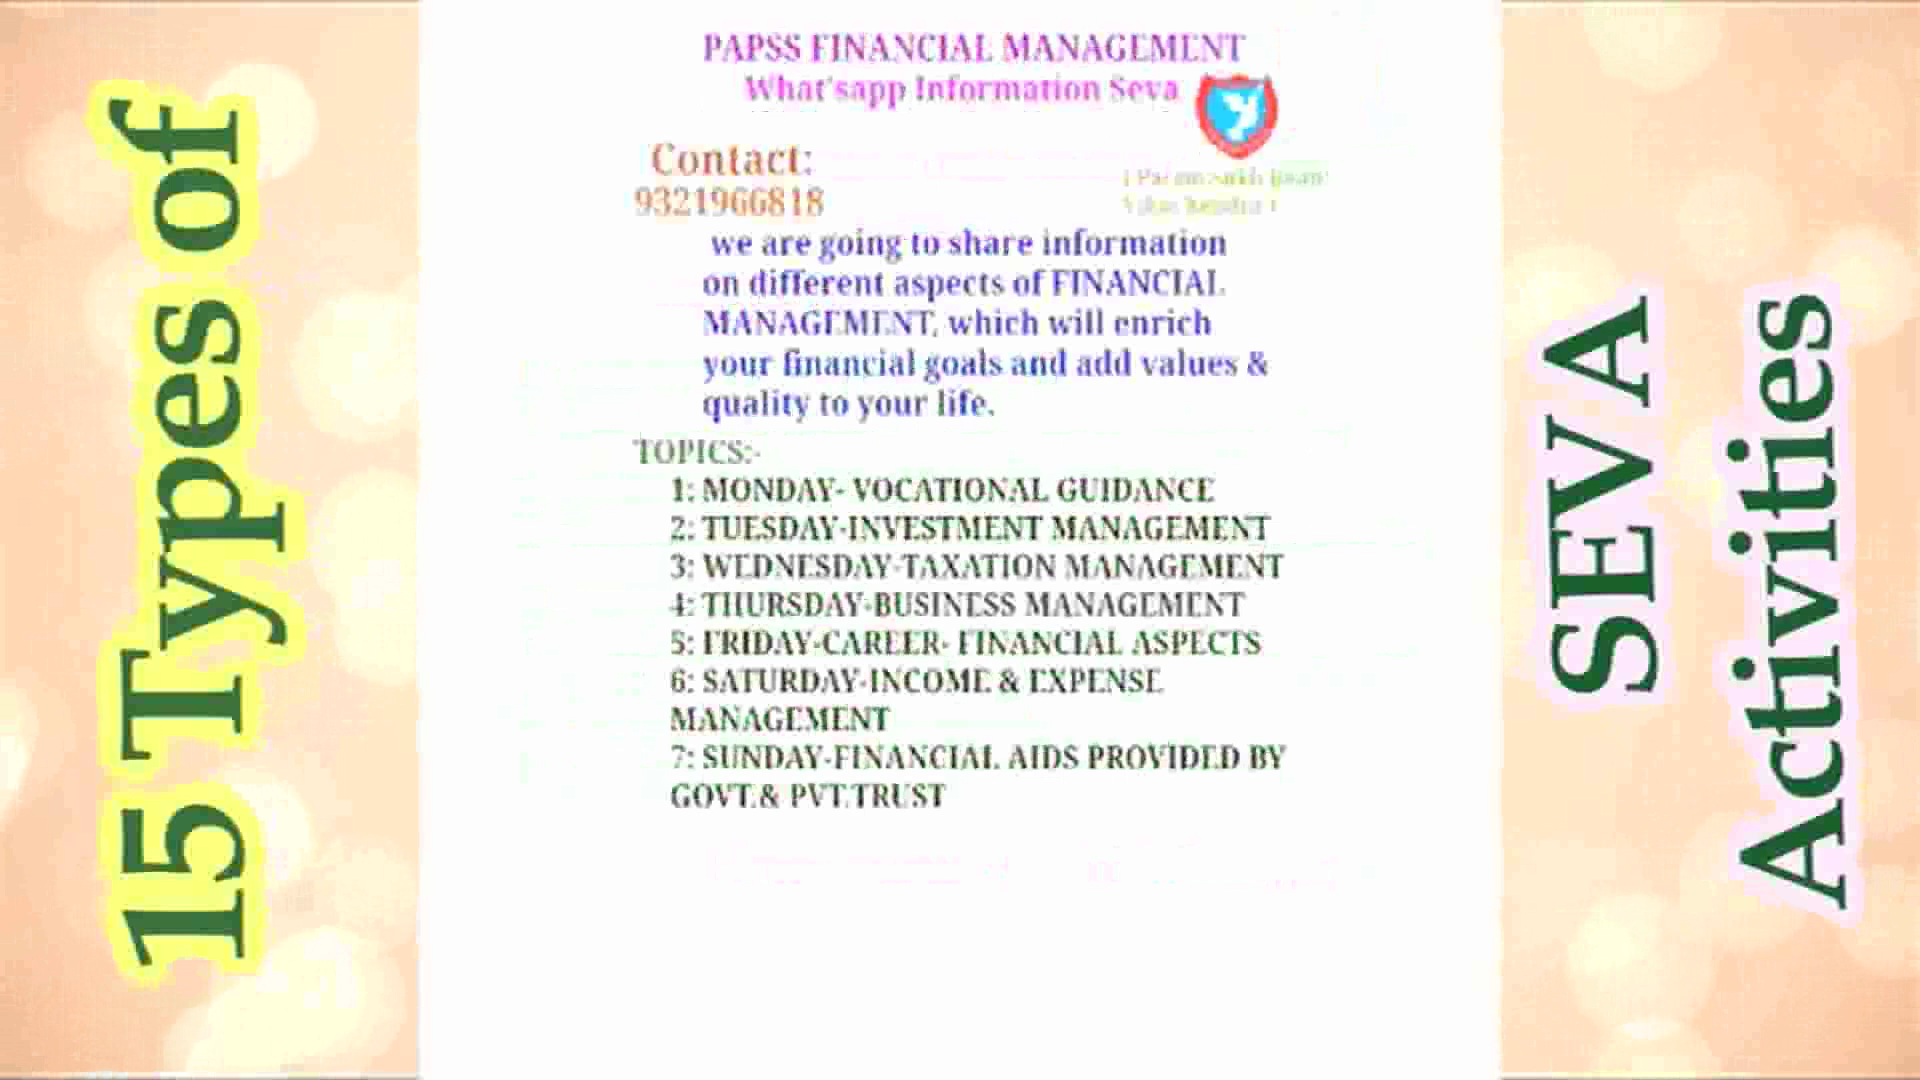 15 Types of
PAPSS FINANCIAL MANAGEMENT
What'sapp Information Seva
Contact:
9321966818
we are going to share information
on different aspects of FINANCIAL
MANAGEMENT, which will enrich
your financial goals and add values &
quality to your life.
TOPICS:-
1: MONDAY- VOCATIONAL GUIDANCE
2: TUESDAY-INVESTMENT MANAGEMENT
3: WEDNESDAY-TAXATION MANAGEMENT
4: THURSDAY-BUSINESS MANAGEMENT
5: FRIDAY-CAREER- FINANCIAL ASPECTS
6: SATURDAY-INCOME & EXPENSE
MANAGEMENT
7: SUNDAY-FINANCIAL AIDS PROVIDED BY
GOVT.& PVT.TRUST
SEVA
Activities